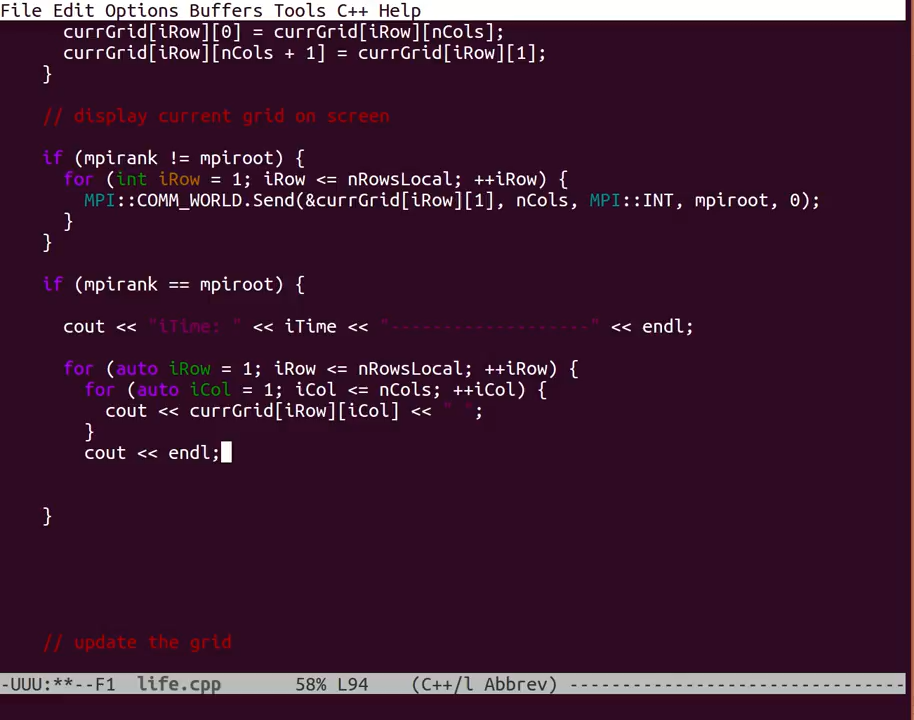 File Edit Options Buffers Tools C++ Help
currGrid[iRow][0] = currGrid[iRow][nCols];
currGrid[iRow][nCols + 1] = currGrid[iRow][1];
}
// display current grid on screen
if (mpirank != mpiroot) {
for (int iRow = 1; iRow <= nRowsLocal; ++iRow) {
MPI::COMM_WORLD.Send(&currGrid[iRow][1], nCols, MPI::INT, mpiroot, 0);
}
}
if (mpirank == mpiroot) {
cout << "iTime: " << iTime << "-------------------" << endl;
for (auto iRow = 1; iRow <= nRowsLocal; ++iRow) {
for (auto iCol = 1; iCol <= nCols; ++iCol) {
cout << currGrid[iRow][iCol] << " ";
}
cout << endl;
}
// update the grid
-UUU:**--F1  life.cpp       58% L94    (C++/l Abbrev) --------------------------------